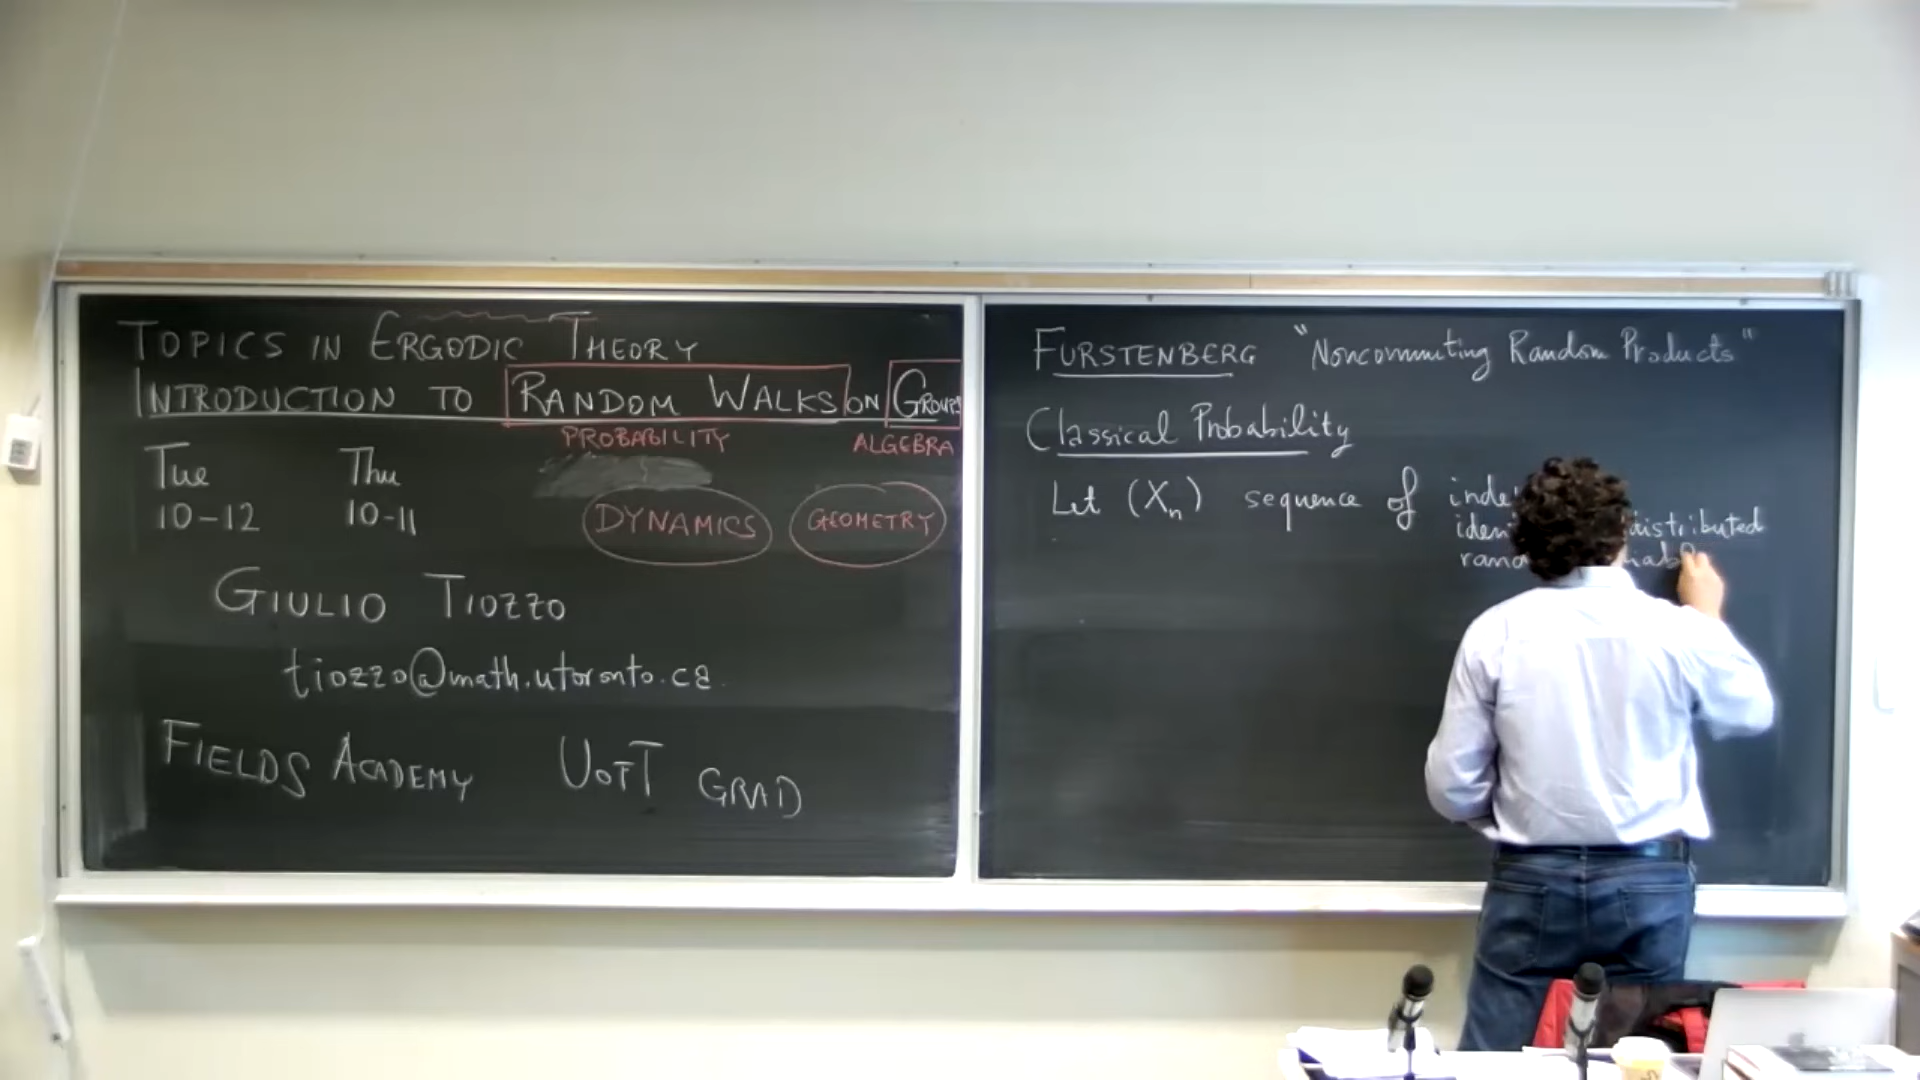 TOPICS IN ERGODIC THEORY
INTRODUCTION TO RANDOM WALKS ON GROUPS
PROBABILITY ALGEBRA
Tue Thu
10-12 10-11
DYNAMICS GEOMETRY
GIULIO TIOZZO
tiozzo@math.utoronto.ca
FIELDS ACADEMY UOFT GRAD
FURSTENBERG "Noncommuting Random Products"
Classical Probability
Let (Xn) sequence of
distributed